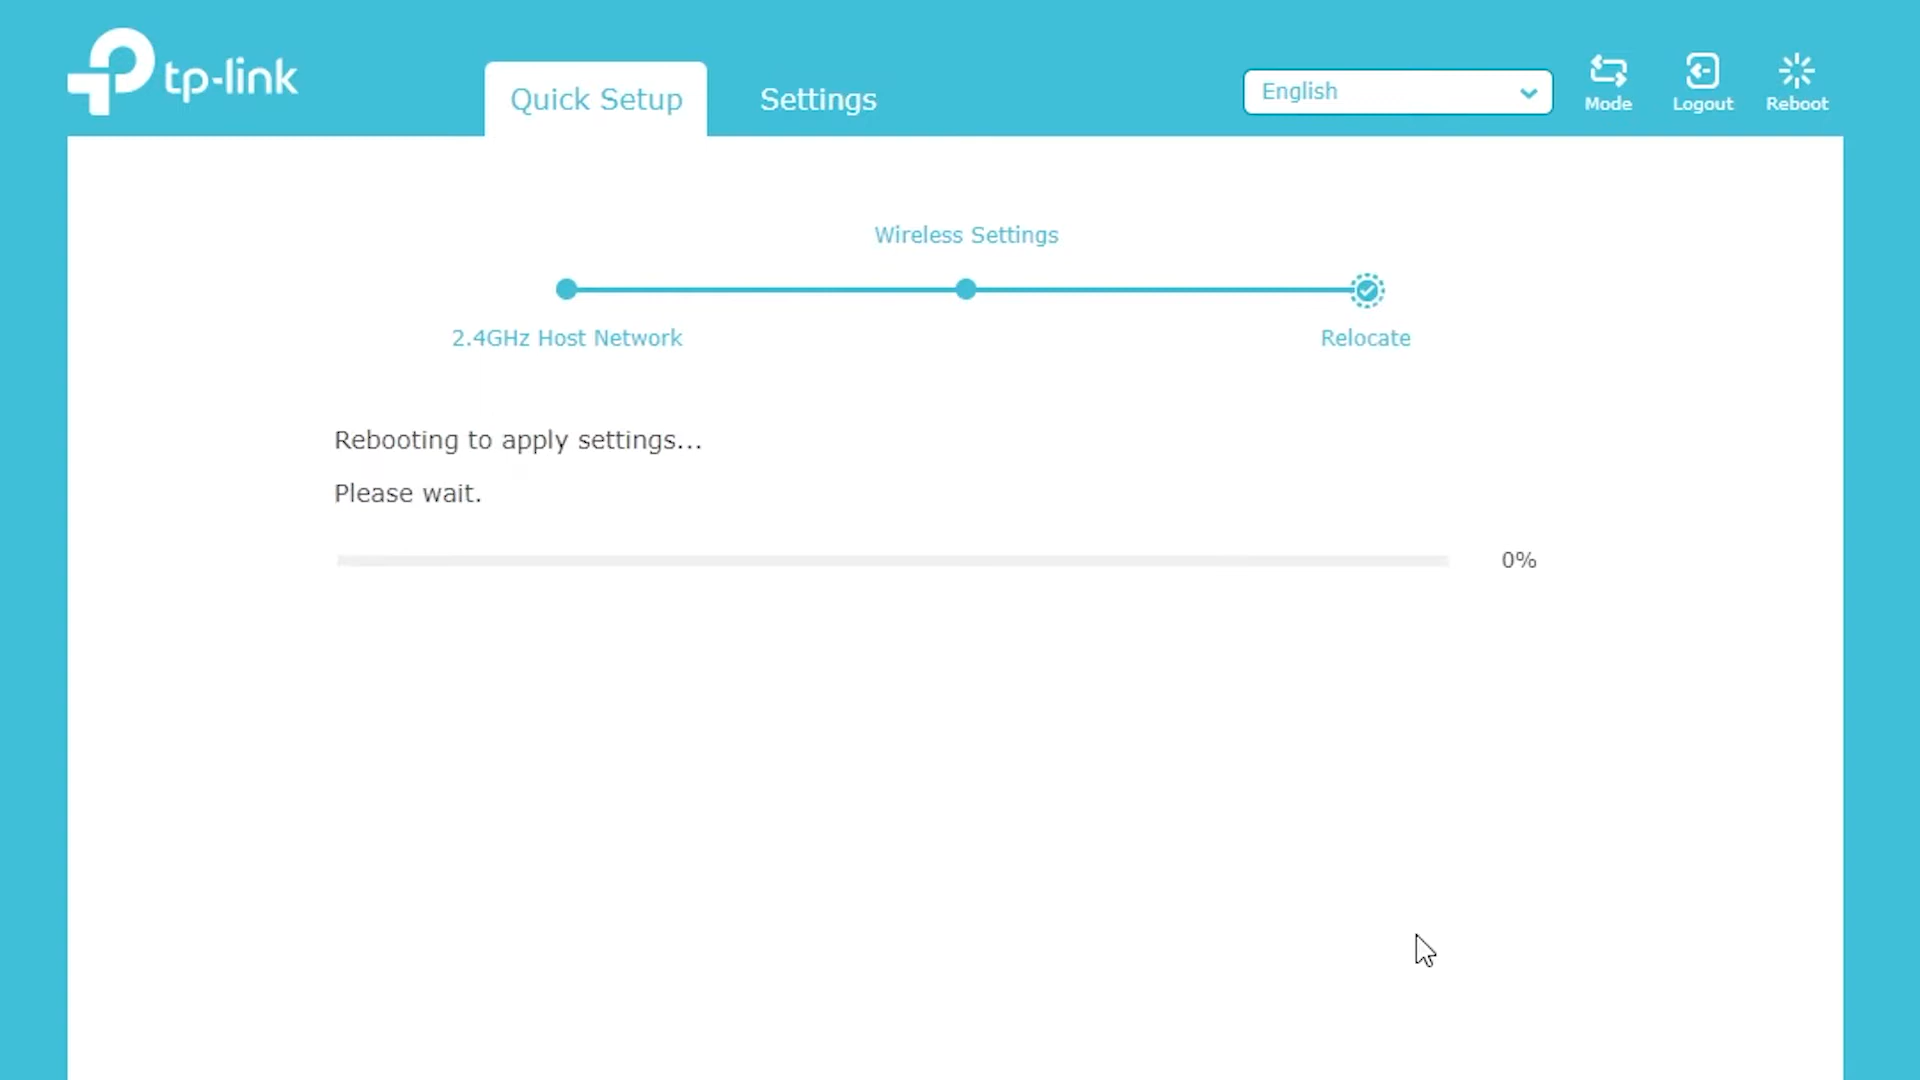 tp-link
Quick Setup
Settings
English
Mode
Logout
Reboot
Wireless Settings
2.4GHz Host Network
Relocate
Rebooting to apply settings...
Please wait.
0%